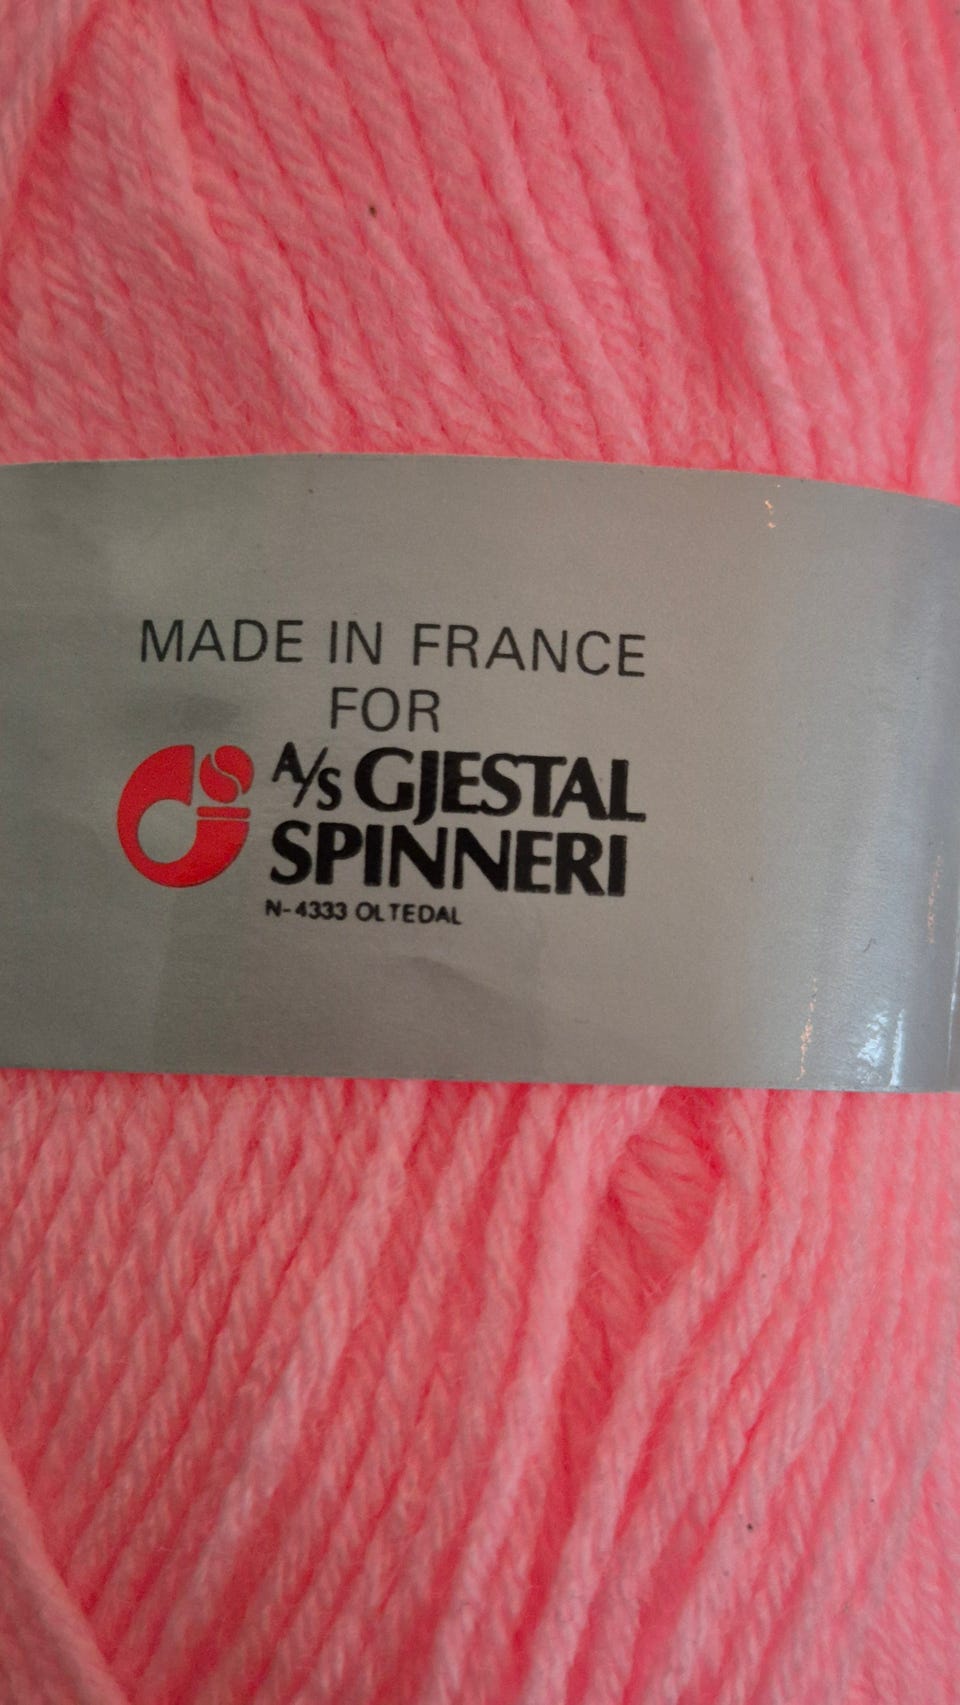 MADE IN FRANCE
FOR
A/S GJESTAL
SPINNERI
N-4333 OLTEDAL